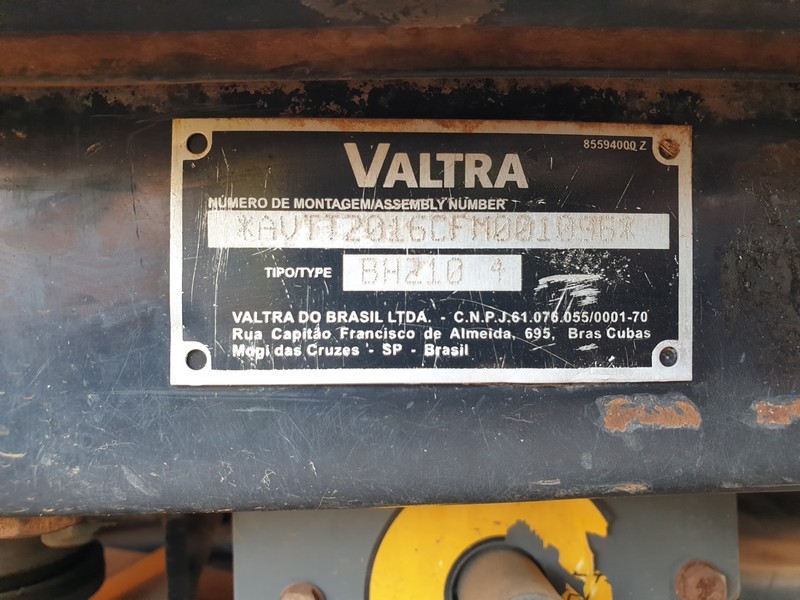 85594000 Z
VALTRA
NÚMERO DE MONTAGEM/ASSEMBLY NUMBER
*AVTT2016CFM001096*
TIPO/TYPE BH210 4
VALTRA DO BRASIL LTDA. - C.N.P.J.61.076.055/0001-70
Rua Capitão Francisco de Almeida, 695, Bras Cubas
Mogi das Cruzes - SP - Brasil